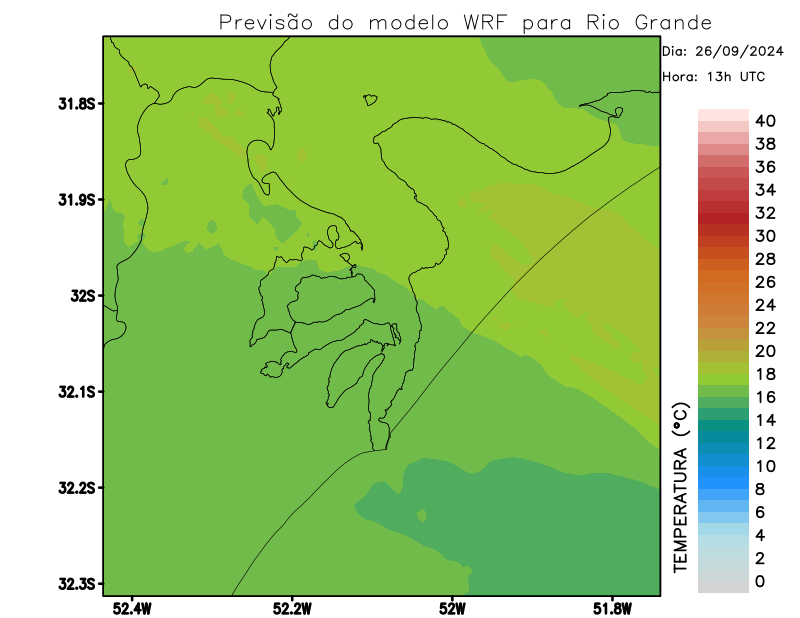 Previsão do modelo WRF para Rio Grande
Dia: 26/09/2024
Hora: 13h UTC
31.8S
31.9S
32S
32.1S
32.2S
32.3S
52.4W
52.2W
52W
51.8W
TEMPERATURA (°C)
40
38
36
34
32
30
28
26
24
22
20
18
16
14
12
10
8
6
4
2
0